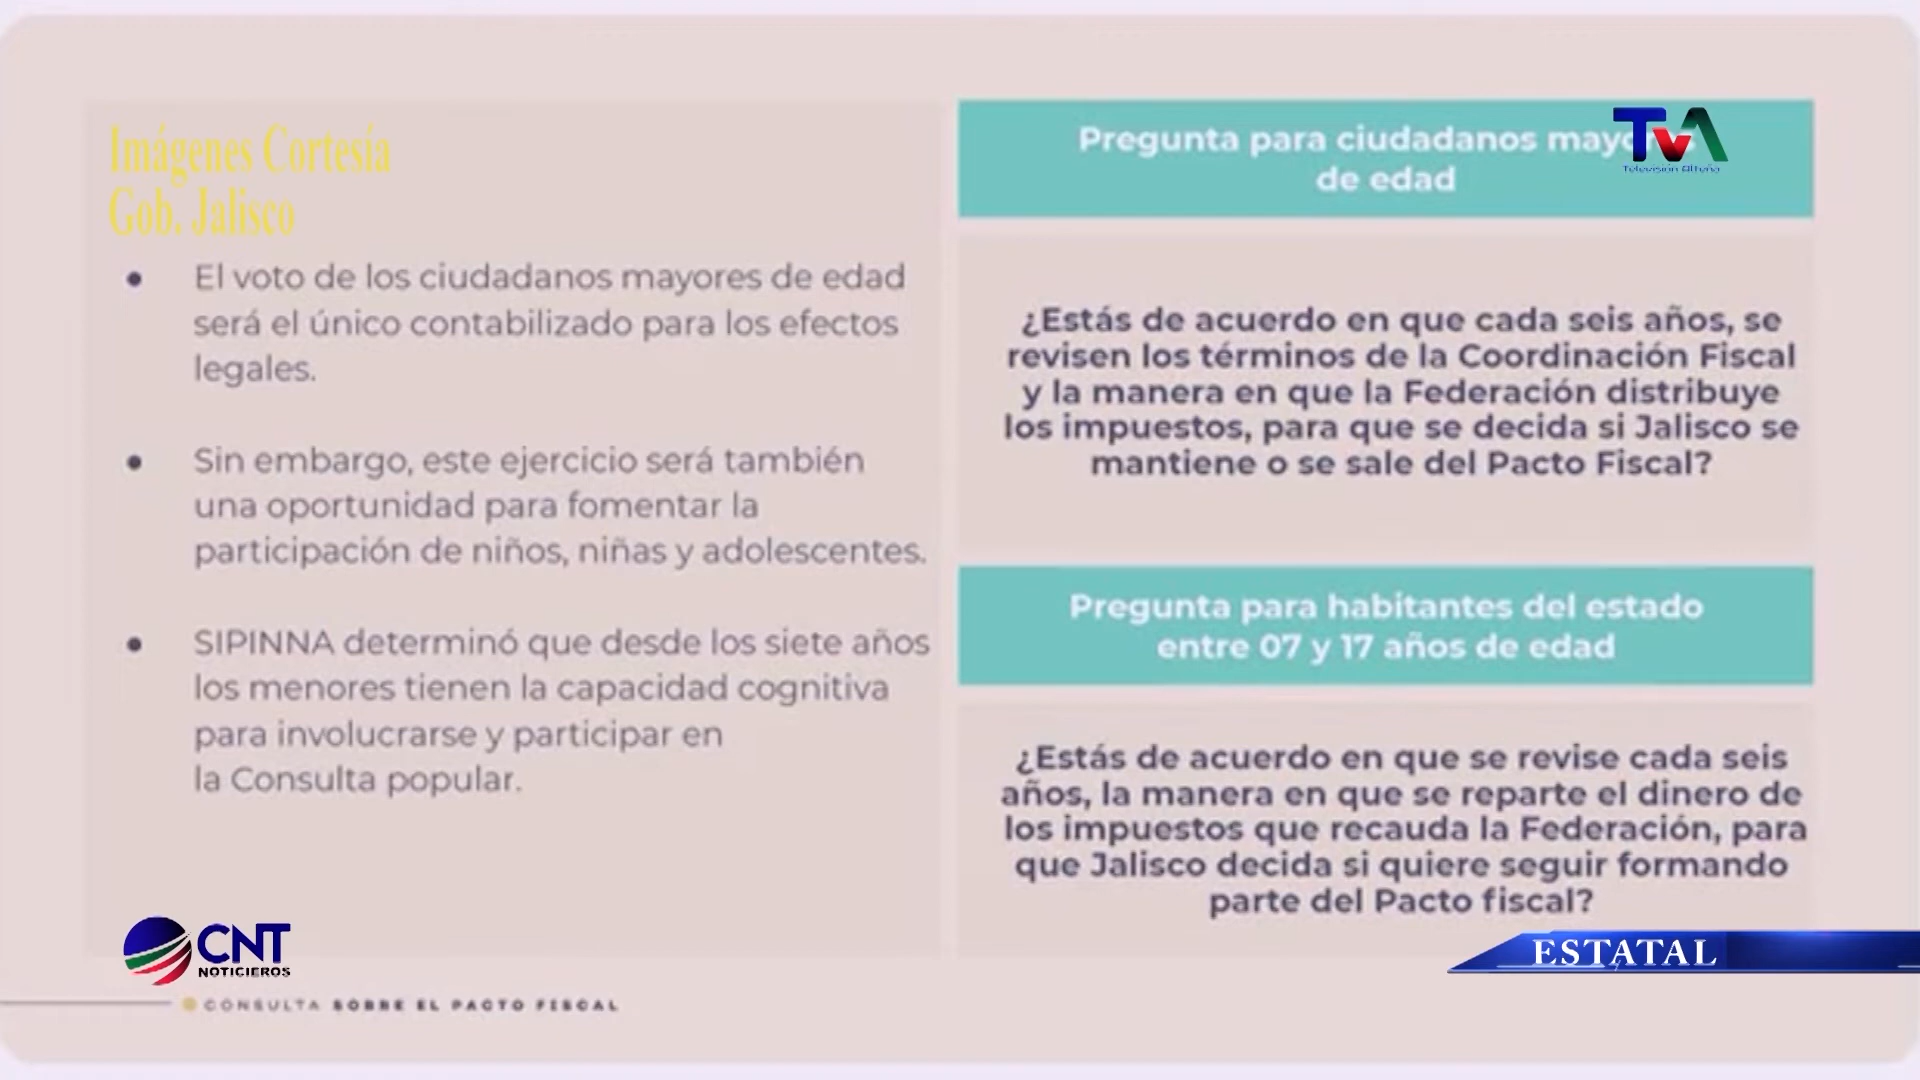 Imágenes Cortesía
Gob. Jalisco
El voto de los ciudadanos mayores de edad
será el único contabilizado para los efectos
legales.
Sin embargo, este ejercicio será también
una oportunidad para fomentar la
participación de niños, niñas y adolescentes.
SIPINNA determinó que desde los siete años
los menores tienen la capacidad cognitiva
para involucrarse y participar en
la Consulta popular.
Pregunta para ciudadanos
de edad
TvA
Televisión Alteña
¿Estás de acuerdo en que cada seis años, se
revisen los términos de la Coordinación Fiscal
y la manera en que la Federación distribuye
los impuestos, para que se decida si Jalisco se
mantiene o se sale del Pacto Fiscal?
Pregunta para habitantes del estado
entre 07 y 17 años de edad
¿Estás de acuerdo en que se revise cada seis
años, la manera en que se reparte el dinero de
los impuestos que recauda la Federación, para
que Jalisco decida si quiere seguir formando
parte del Pacto fiscal?
CNT
NOTICIEROS
ESTATAL
CONSULTA SOBRE EL PACTO FISCAL